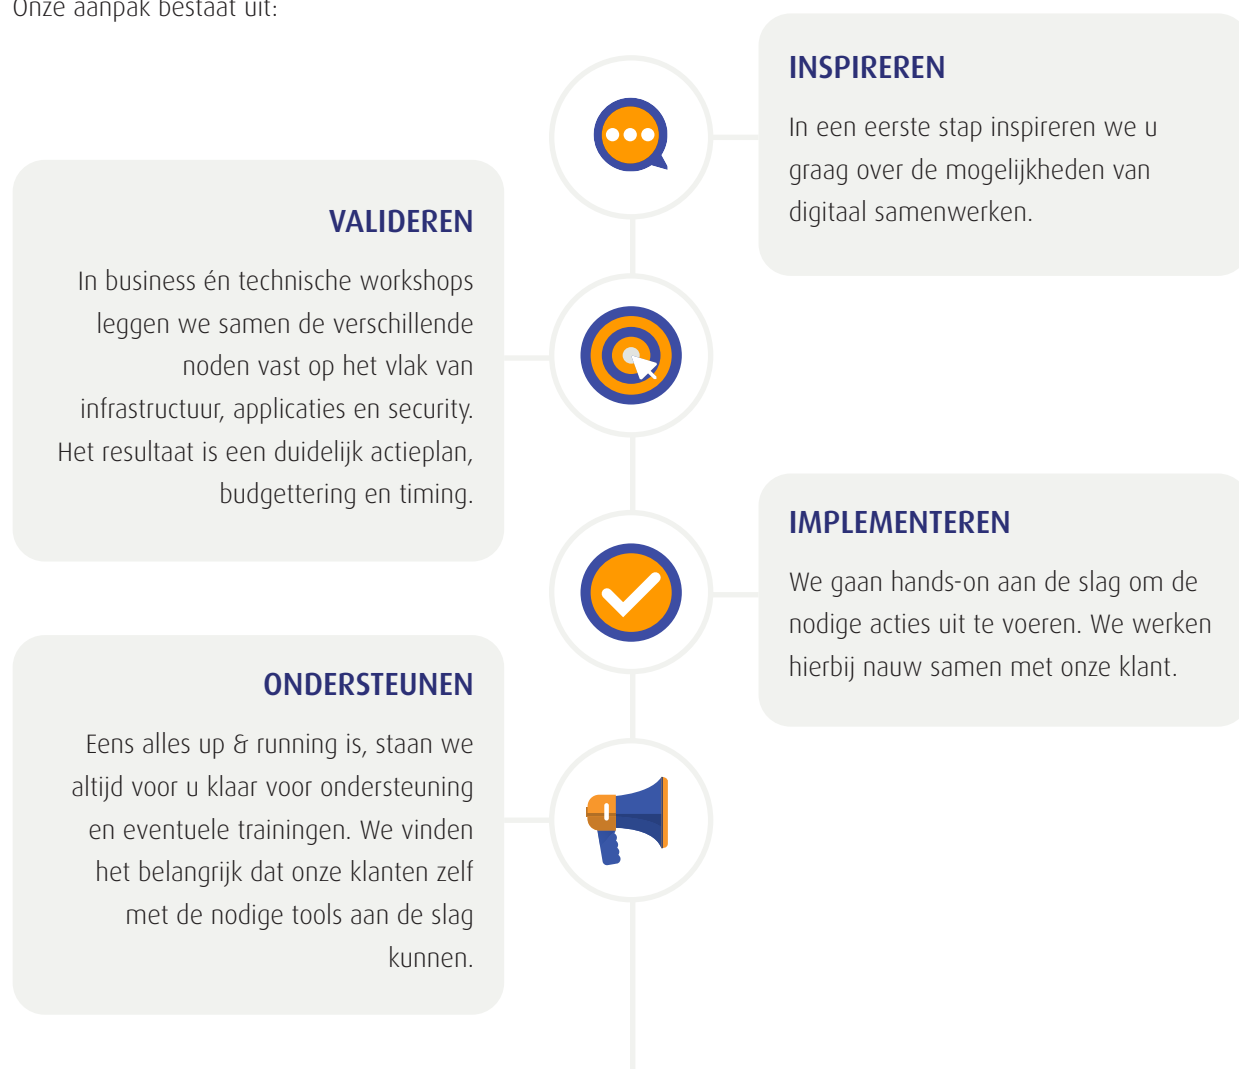 Onze aanpak bestaat uit:
INSPIREREN
In een eerste stap inspireren we u
graag over de mogelijkheden van
digitaal samenwerken.
VALIDEREN
In business én technische workshops
leggen we samen de verschillende
noden vast op het vlak van
infrastructuur, applicaties en security.
Het resultaat is een duidelijk actieplan,
budgettering en timing.
IMPLEMENTEREN
We gaan hands-on aan de slag om de
nodige acties uit te voeren. We werken
hierbij nauw samen met onze klant.
ONDERSTEUNEN
Eens alles up & running is, staan we
altijd voor u klaar voor ondersteuning
en eventuele trainingen. We vinden
het belangrijk dat onze klanten zelf
met de nodige tools aan de slag
kunnen.